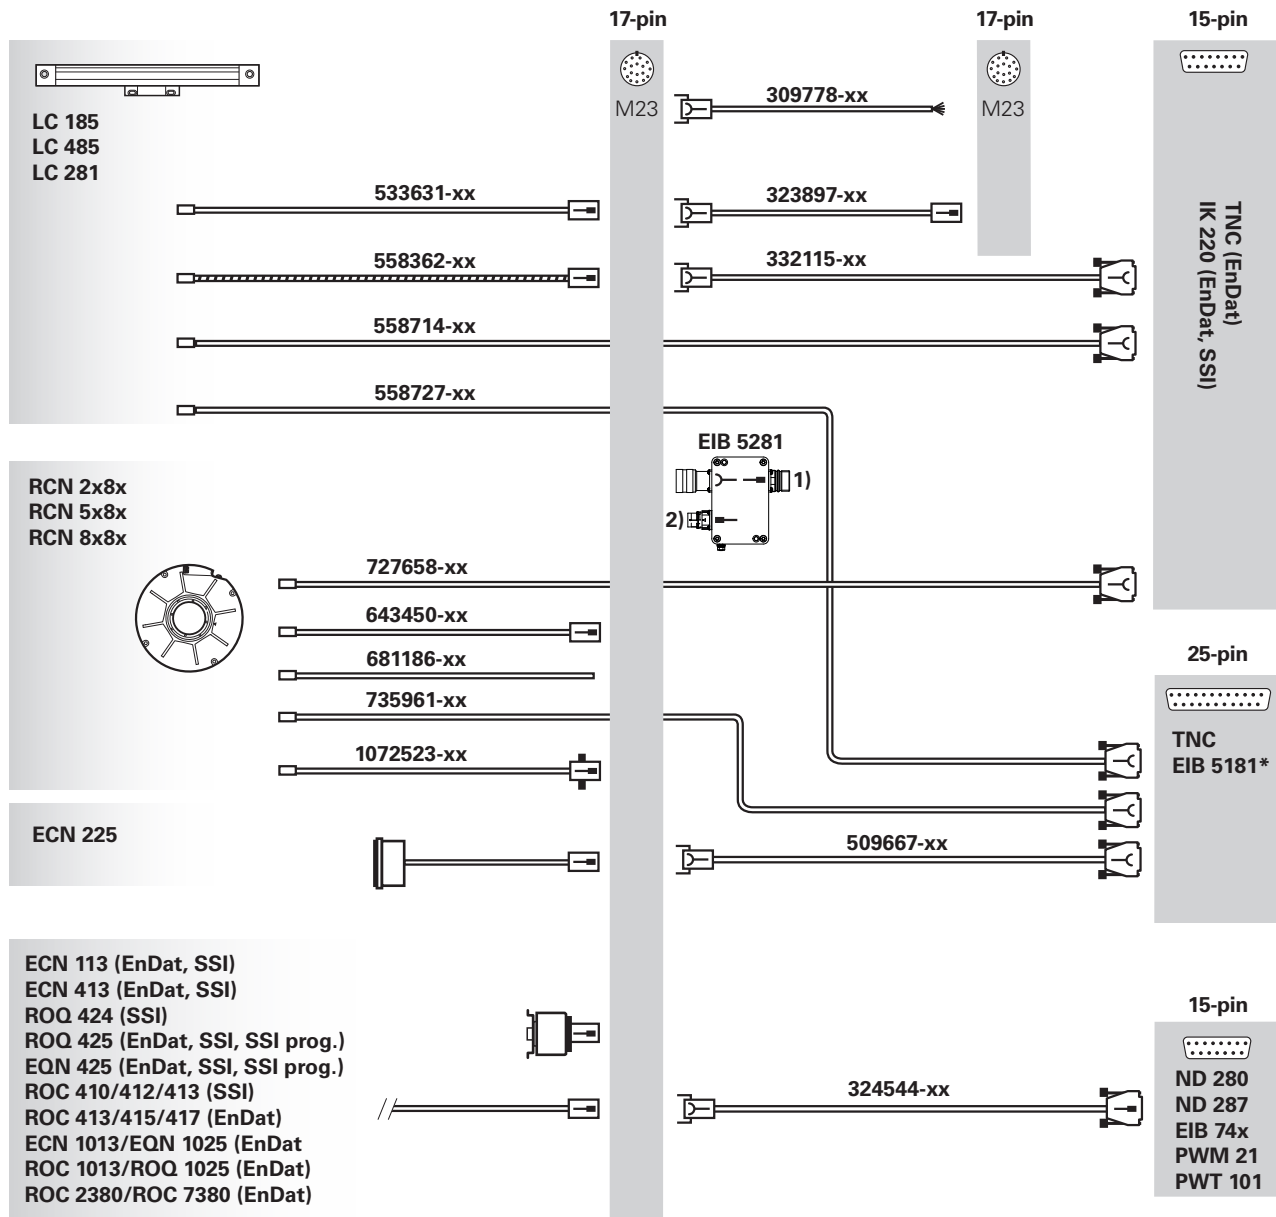 17-pin
17-pin
15-pin
M23
M23
LC 185
LC 485
LC 281
309778-xx
533631-xx
323897-xx
558362-xx
332115-xx
558714-xx
558727-xx
TNC (EnDat)
IK 220 (EnDat, SSI)
EIB 5281
1)
2)
RCN 2x8x
RCN 5x8x
RCN 8x8x
727658-xx
643450-xx
681186-xx
735961-xx
1072523-xx
25-pin
TNC
EIB 5181*
ECN 225
509667-xx
ECN 113 (EnDat, SSI)
ECN 413 (EnDat, SSI)
ROQ 424 (SSI)
ROQ 425 (EnDat, SSI, SSI prog.)
EQN 425 (EnDat, SSI, SSI prog.)
ROC 410/412/413 (SSI)
ROC 413/415/417 (EnDat)
ECN 1013/EQN 1025 (EnDat
ROC 1013/ROQ 1025 (EnDat)
ROC 2380/ROC 7380 (EnDat)
324544-xx
15-pin
ND 280
ND 287
EIB 74x
PWM 21
PWT 101